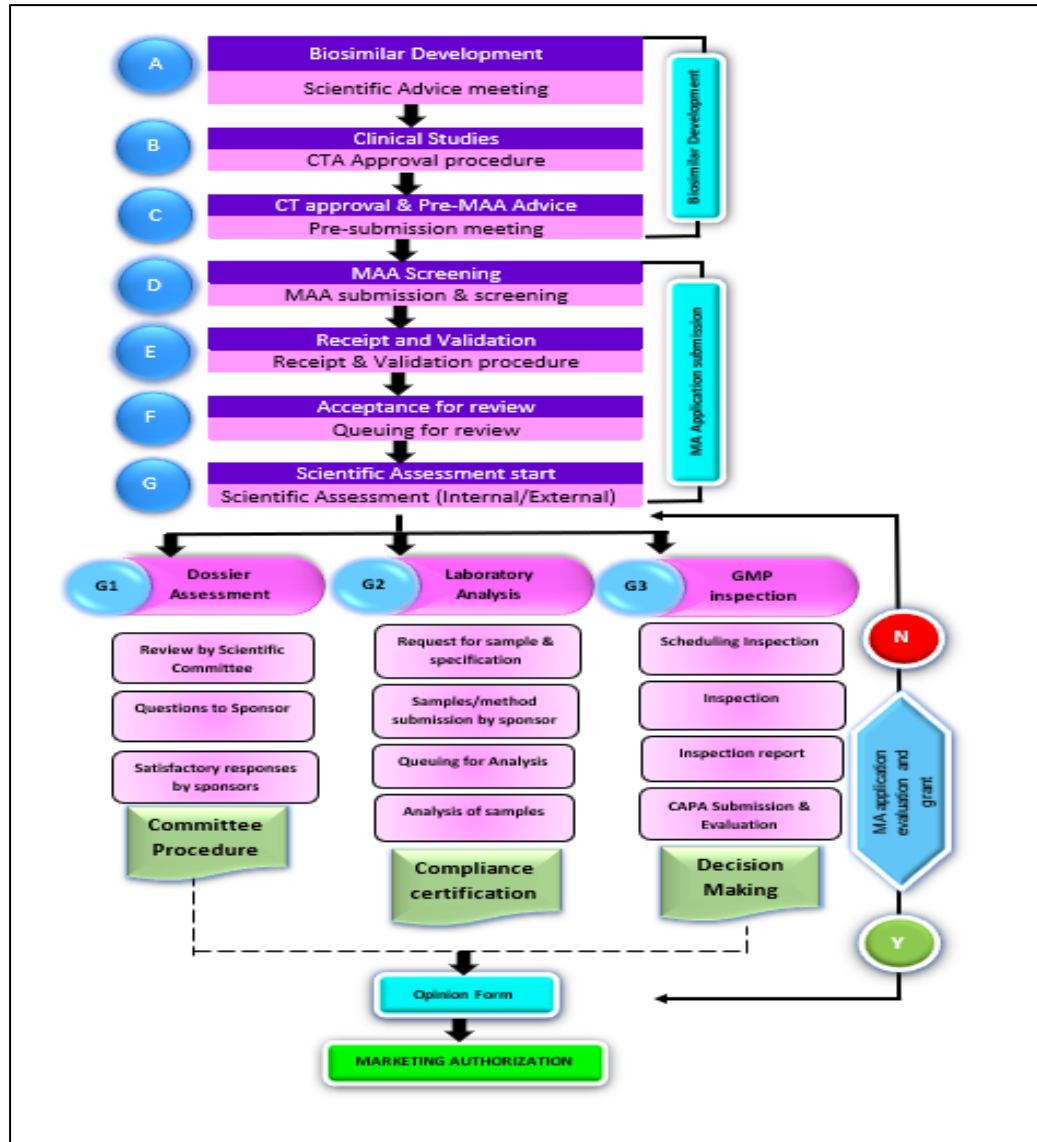 A
Biosimilar Development
Scientific Advice meeting
B
Clinical Studies
CTA Approval procedure
C
CT approval & Pre-MAA Advice
Pre-submission meeting
Biosimilar Development
D
MAA Screening
MAA submission & screening
E
Receipt and Validation
Receipt & Validation procedure
F
Acceptance for review
Queuing for review
G
Scientific Assessment start
Scientific Assessment (Internal/External)
MA Application submission
G1
Dossier
Assessment
Review by Scientific
Committee
Questions to Sponsor
Satisfactory responses
by sponsors
Committee
Procedure
G2
Laboratory
Analysis
Request for sample &
specification
Samples/method
submission by sponsor
Queuing for Analysis
Analysis of samples
Compliance
certification
G3
GMP
inspection
Scheduling Inspection
Inspection
Inspection report
CAPA Submission &
Evaluation
Decision
Making
N
MA application
evaluation and
grant
Y
Opinion Form
MARKETING AUTHORIZATION